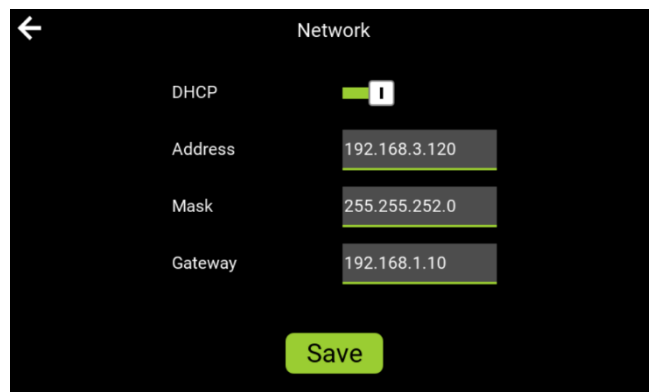 Network
DHCP
Address 192.168.3.120
Mask 255.255.252.0
Gateway 192.168.1.10
Save